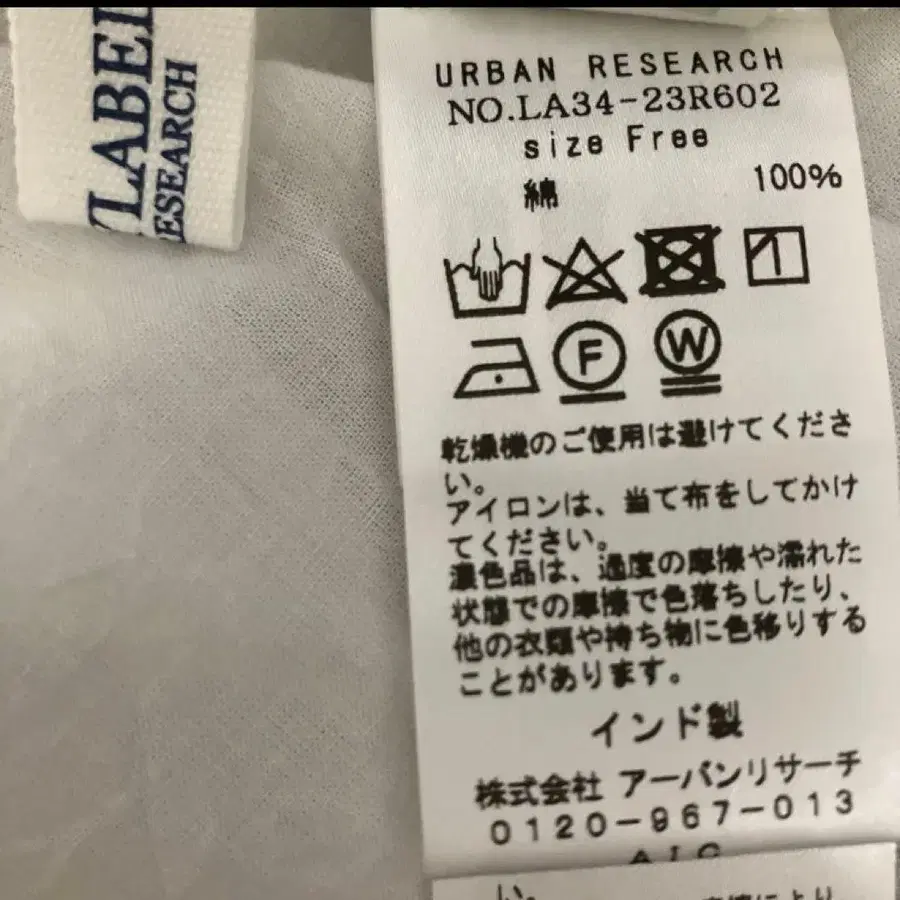 LABEL
RESEARCH
URBAN RESEARCH
NO.LA34-23R602
size Free
綿 100%
F W
乾燥機のご使用は避けてくださ
い。
アイロンは、当て布をしてかけ
てください。
濃色品は、過度の摩擦や濡れた
状態での摩擦で色落ちしたり、
他の衣類や持ち物に色移りする
ことがあります。
インド製
株式会社 アーバンリサーチ
0120-967-013
い。